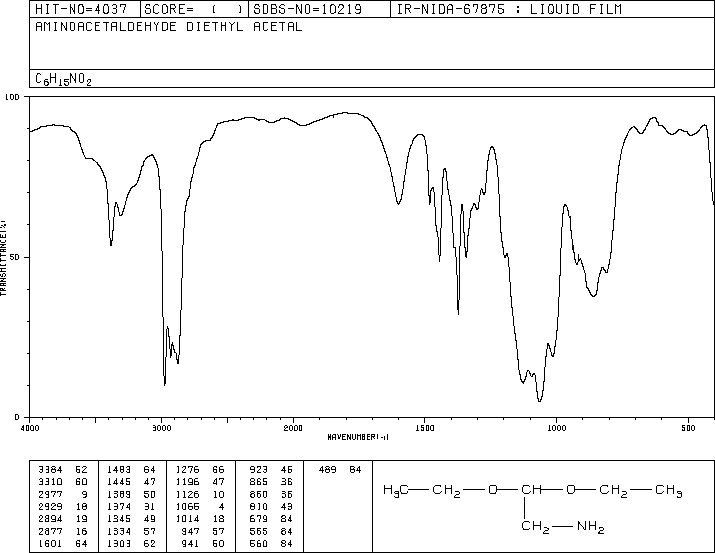 HIT-NO=4037 SCORE= ( ) SDBS-NO=10219 IR-NIDA-67875 : LIQUID FILM
AMINOACETALDEHYDE DIETHYL ACETAL
C6H15NO2
100
50
0
TRANSMITTANCE(%)
4000 3000 2000 1500 1000 500
WAVENUMBER(-1)
3384 62 1483 64 1276 66 923 46 489 84
3310 60 1445 47 1196 47 865 36
2977 9 1389 50 1126 10 860 36
2929 18 1374 31 1066 4 810 43
2894 19 1345 49 1014 18 679 84
2877 16 1334 57 947 57 565 84
1601 64 1303 62 941 60 560 84
H3C CH2 O CH O CH2 CH3
CH2 NH2